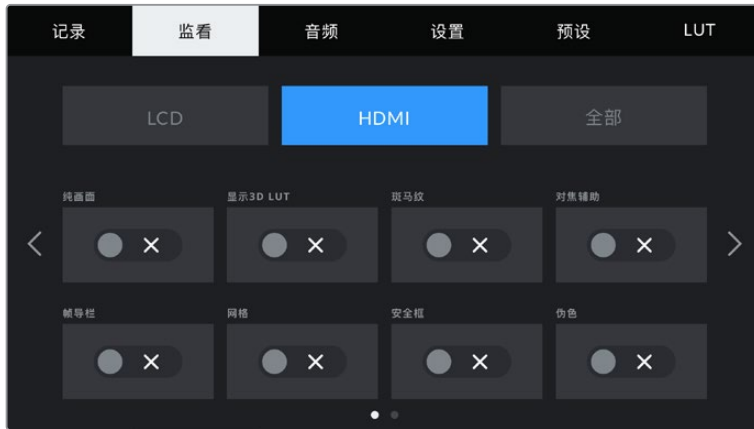 记录 监看 音频 设置 预设 LUT
LCD HDMI 全部
纯画面 显示3D LUT 斑马纹 对焦辅助
帧导栏 网格 安全框 伪色